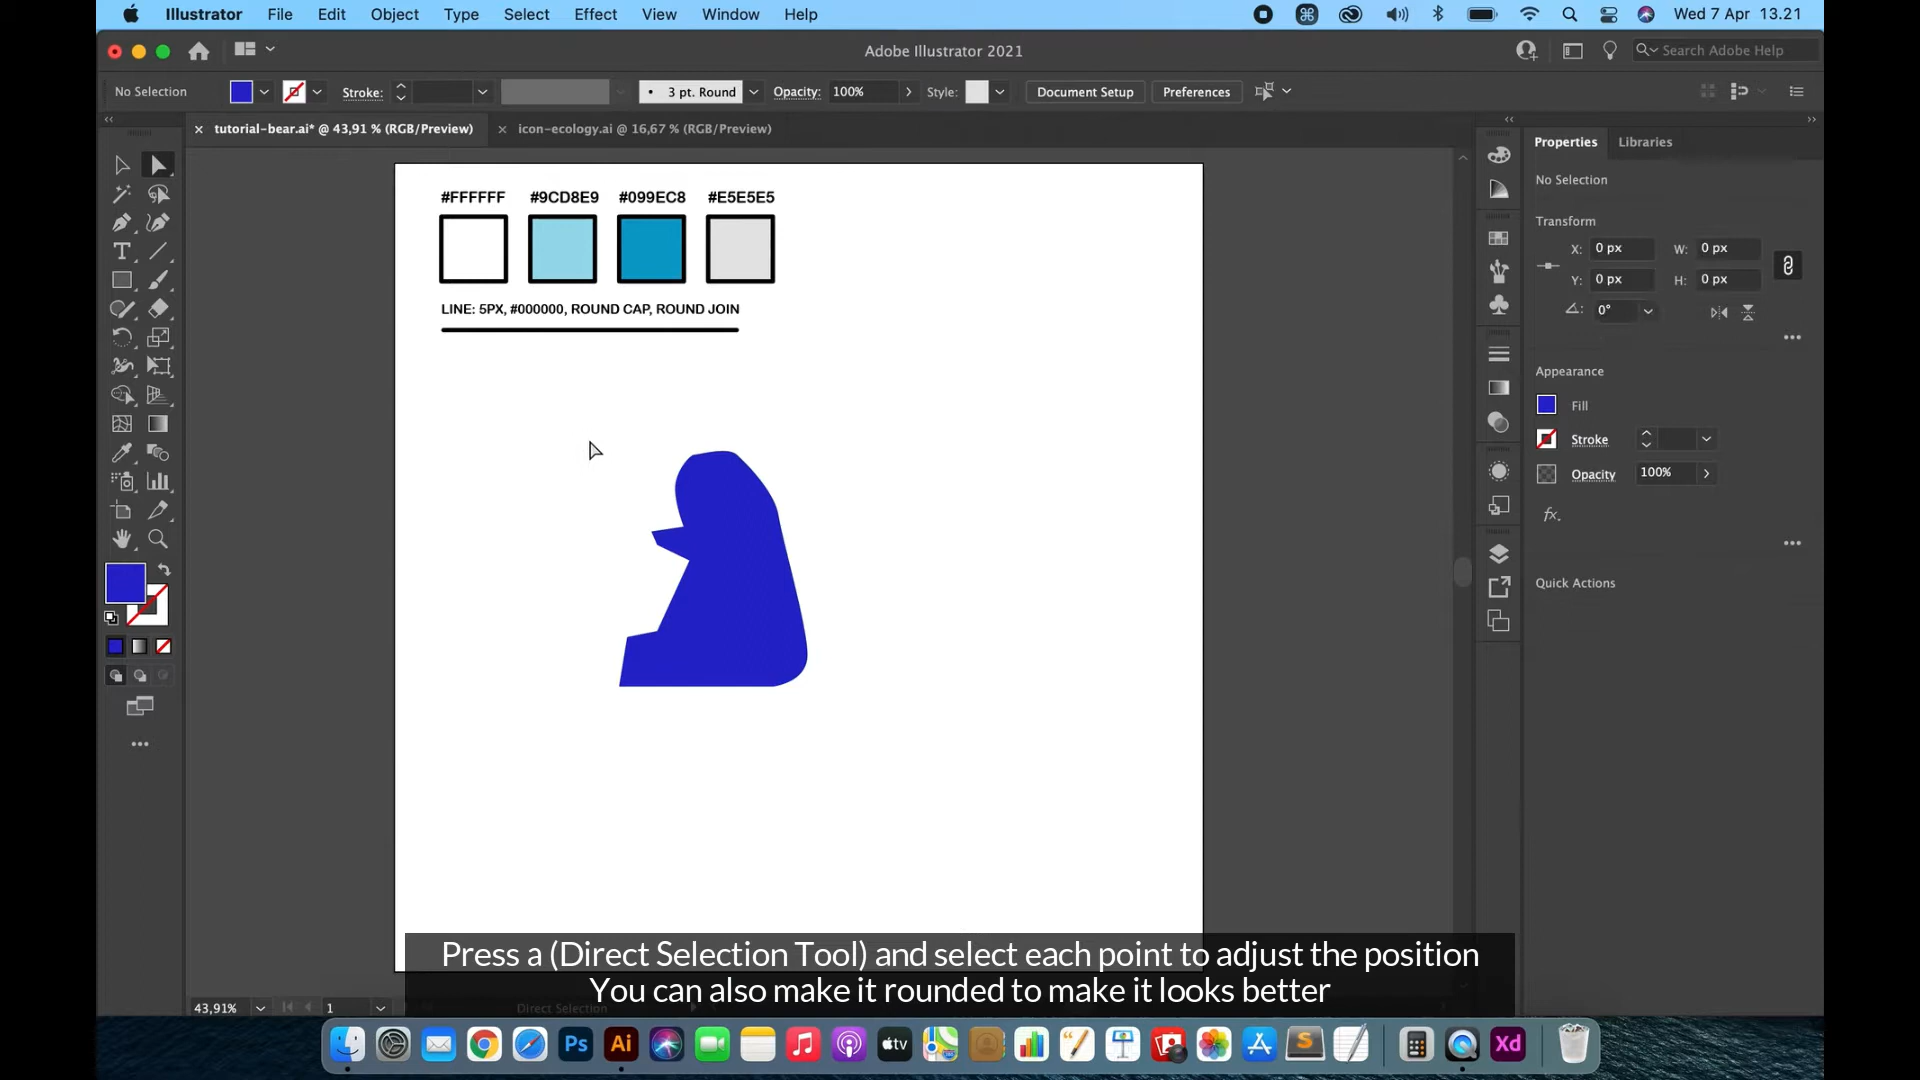 Illustrator File Edit Object Type Select Effect View Window Help Wed 7 Apr 13.21
Adobe Illustrator 2021 Search Adobe Help
No Selection Stroke: 3 pt. Round Opacity: 100% Style: Document Setup Preferences
tutorial-bear.ai* @ 43,91 % (RGB/Preview) icon-ecology.ai @ 16,67 % (RGB/Preview)
Properties Libraries
No Selection
Transform
X: 0 px W: 0 px
Y: 0 px H: 0 px
0°
Appearance
Fill
Stroke
Opacity 100%
fx.
Quick Actions
#FFFFFF #9CD8E9 #099EC8 #E5E5E5
LINE: 5PX, #000000, ROUND CAP, ROUND JOIN
Press a (Direct Selection Tool) and select each point to adjust the position
You can also make it rounded to make it looks better
43,91% 1 Direct Selection
Ps Ai tv Xd